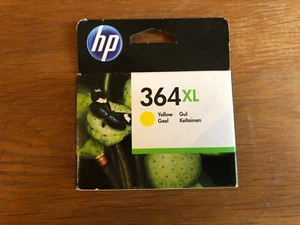 hp
364XL
Yellow Gul
Geel Keltainen